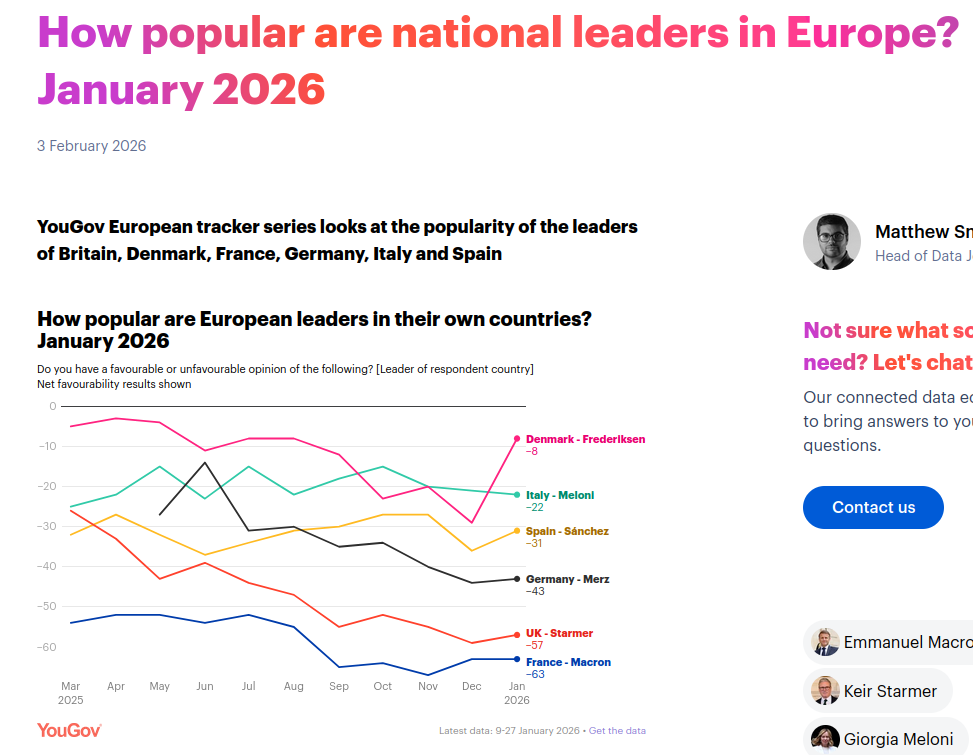 How popular are national leaders in Europe?
January 2026
3 February 2026
YouGov European tracker series looks at the popularity of the leaders
of Britain, Denmark, France, Germany, Italy and Spain
How popular are European leaders in their own countries?
January 2026
Do you have a favourable or unfavourable opinion of the following? [Leader of respondent country]
Net favourability results shown
0
−10
−20
−30
−40
−50
−60
Denmark - Frederiksen
−8
Italy - Meloni
−22
Spain - Sánchez
−31
Germany - Merz
−43
UK - Starmer
−57
France - Macron
−63
Mar Apr May Jun Jul Aug Sep Oct Nov Dec Jan
2025 2026
YouGov
Latest data: 9-27 January 2026 • Get the data
Matthew Sm
Head of Data J
Not sure what so
need? Let's chat
Our connected data ec
to bring answers to you
questions.
Contact us
Emmanuel Macro
Keir Starmer
Giorgia Meloni